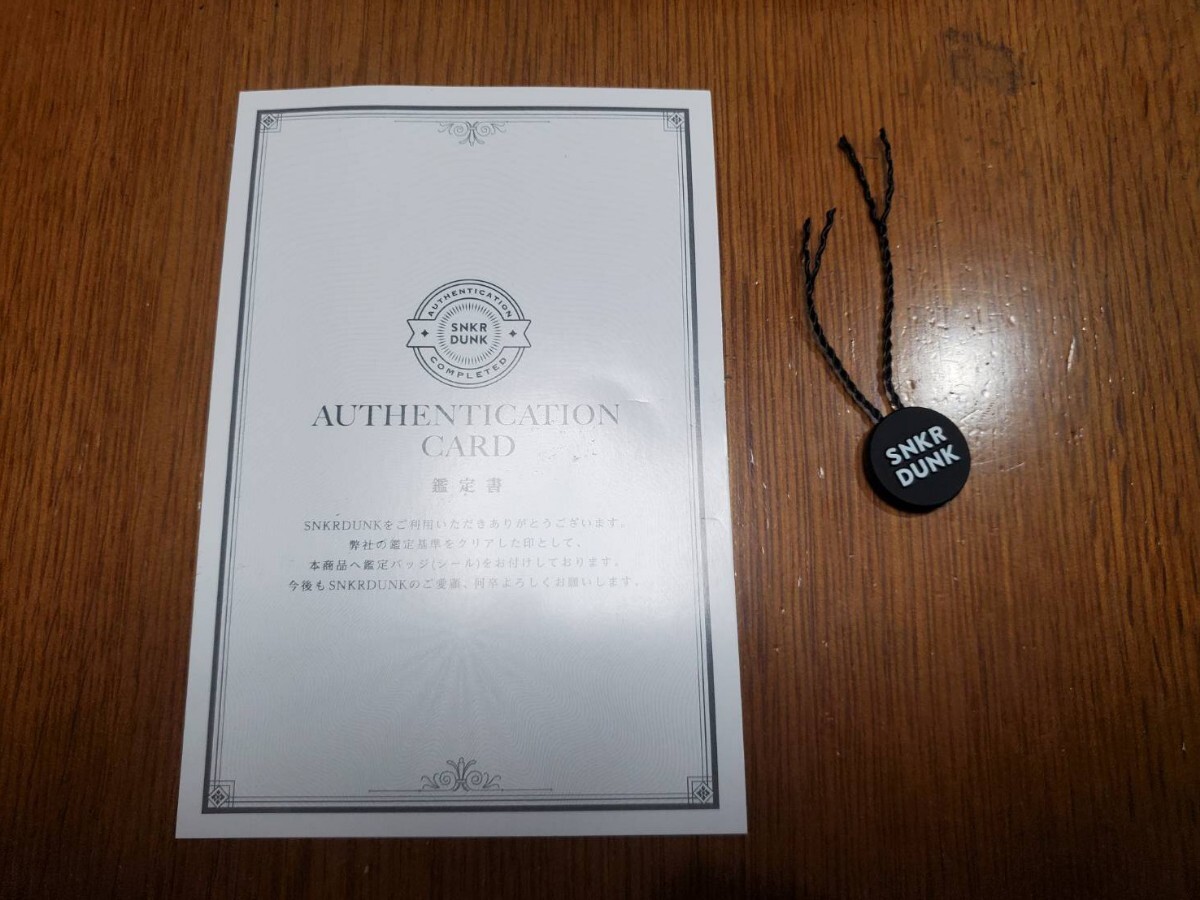 AUTHENTICATION
SNKR
DUNK
COMPLETED
AUTHENTICATION
CARD
鑑定書
SNKRDUNKをご利用いただきありがとうございます。
弊社の鑑定基準をクリアした印として、
本商品へ鑑定バッジ(シール)をお付けしております。
今後もSNKRDUNKのご愛顧、何卒よろしくお願いします。
SNKR
DUNK